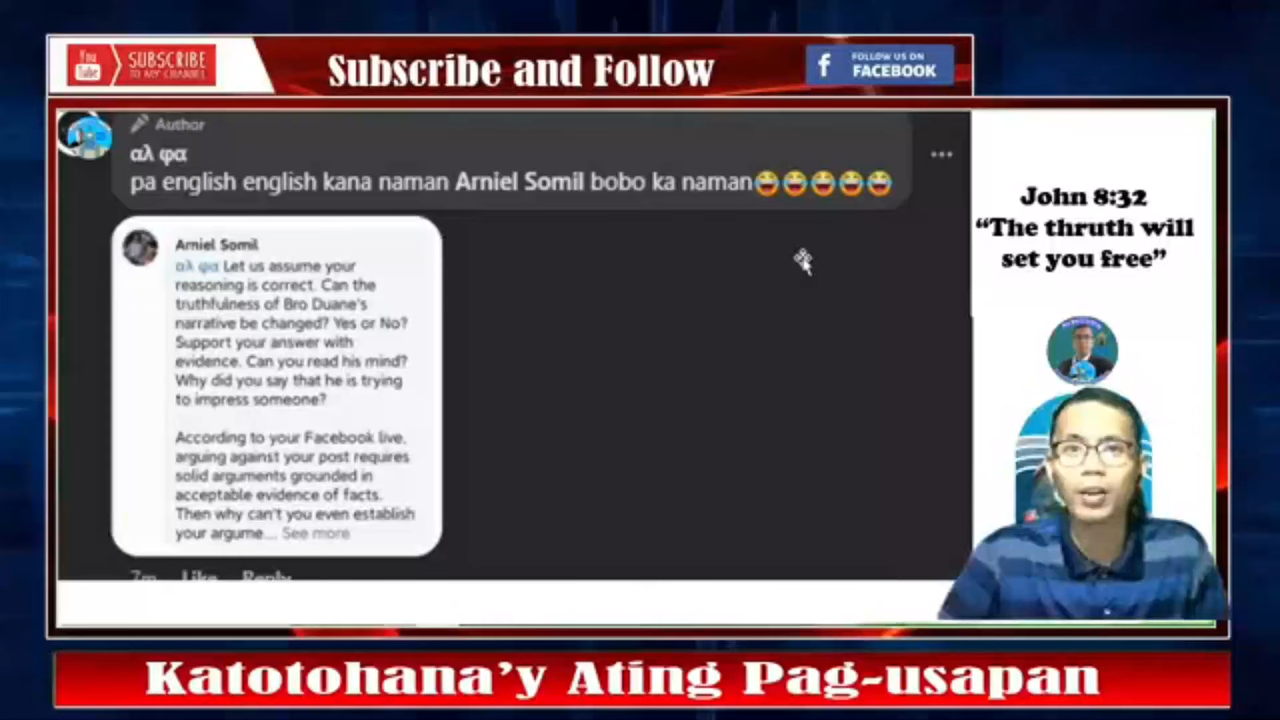 You
Tube
SUBSCRIBE
TO MY CHANNEL
Subscribe and Follow
FOLLOW US ON
FACEBOOK
Author
αλ φα
pa english english kana naman Arniel Somil bobo ka naman😂😂😂😂😂
Arniel Somil
αλ φα Let us assume your
reasoning is correct. Can the
truthfulness of Bro Duane's
narrative be changed? Yes or No?
Support your answer with
evidence. Can you read his mind?
Why did you say that he is trying
to impress someone?
According to your Facebook live,
arguing against your post requires
solid arguments grounded in
acceptable evidence of facts.
Then why can't you even establish
your argume... See more
7m Like Reply
John 8:32
“The thruth will
set you free”
Katotohana’y Ating Pag-usapan